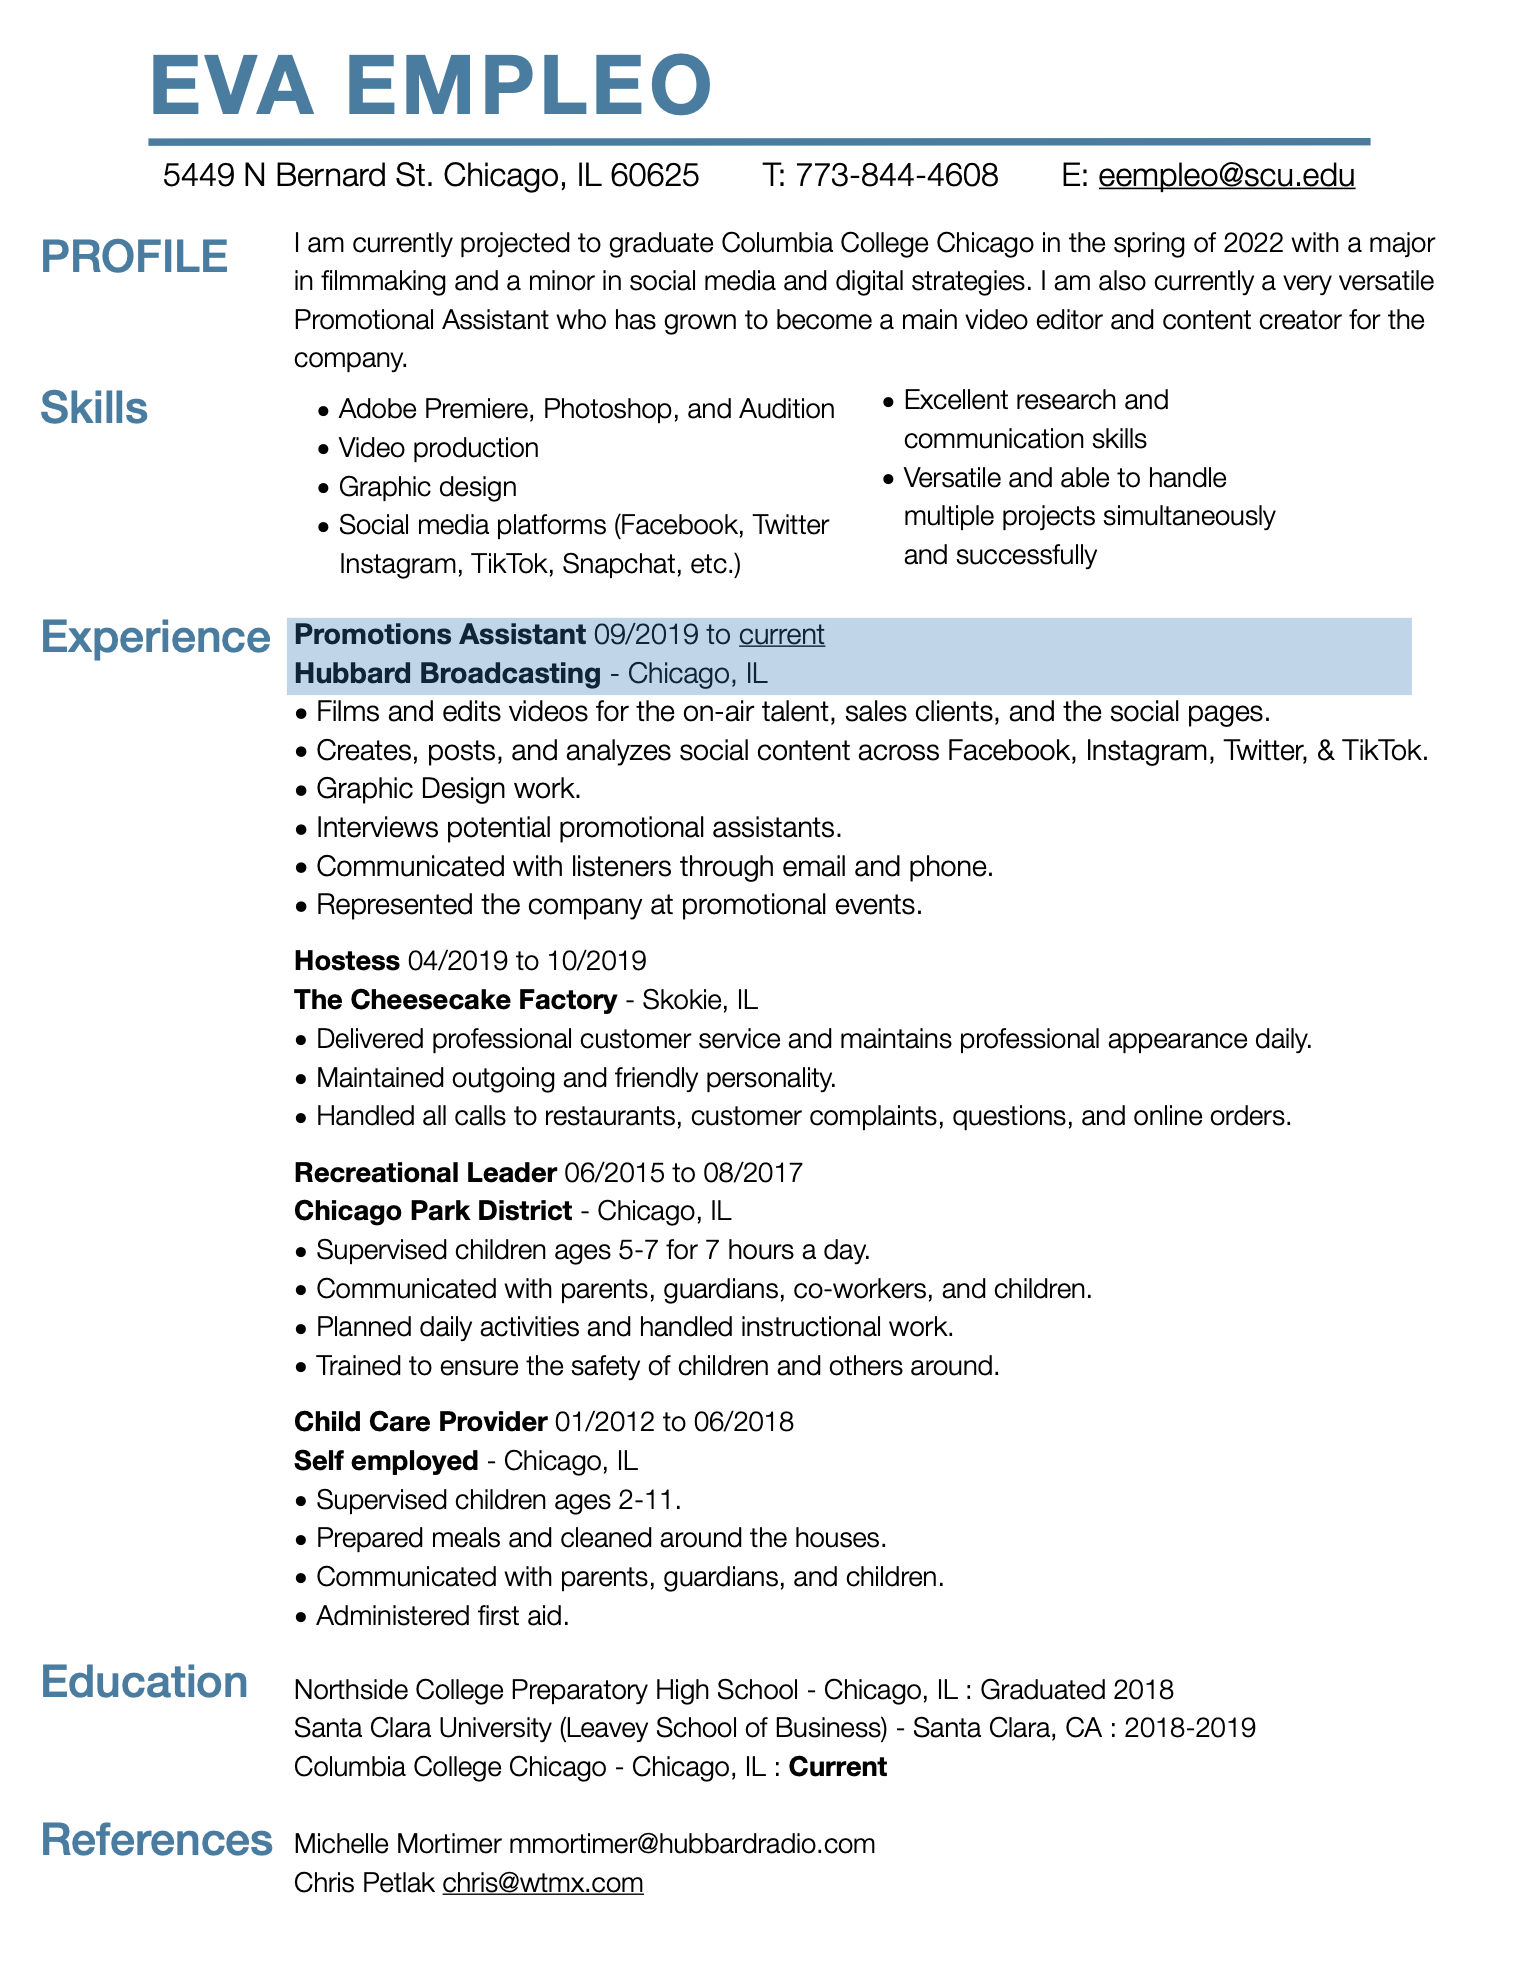 EVA EMPLEO
5449 N Bernard St. Chicago, IL 60625 T: 773-844-4608 E: eempleo@scu.edu
PROFILE
I am currently projected to graduate Columbia College Chicago in the spring of 2022 with a major
in filmmaking and a minor in social media and digital strategies. I am also currently a very versatile
Promotional Assistant who has grown to become a main video editor and content creator for the
company.
Skills
• Adobe Premiere, Photoshop, and Audition
• Video production
• Graphic design
• Social media platforms (Facebook, Twitter
Instagram, TikTok, Snapchat, etc.)
• Excellent research and
communication skills
• Versatile and able to handle
multiple projects simultaneously
and successfully
Experience
Promotions Assistant 09/2019 to current
Hubbard Broadcasting - Chicago, IL
• Films and edits videos for the on-air talent, sales clients, and the social pages.
• Creates, posts, and analyzes social content across Facebook, Instagram, Twitter, & TikTok.
• Graphic Design work.
• Interviews potential promotional assistants.
• Communicated with listeners through email and phone.
• Represented the company at promotional events.
Hostess 04/2019 to 10/2019
The Cheesecake Factory - Skokie, IL
• Delivered professional customer service and maintains professional appearance daily.
• Maintained outgoing and friendly personality.
• Handled all calls to restaurants, customer complaints, questions, and online orders.
Recreational Leader 06/2015 to 08/2017
Chicago Park District - Chicago, IL
• Supervised children ages 5-7 for 7 hours a day.
• Communicated with parents, guardians, co-workers, and children.
• Planned daily activities and handled instructional work.
• Trained to ensure the safety of children and others around.
Child Care Provider 01/2012 to 06/2018
Self employed - Chicago, IL
• Supervised children ages 2-11.
• Prepared meals and cleaned around the houses.
• Communicated with parents, guardians, and children.
• Administered first aid.
Education
Northside College Preparatory High School - Chicago, IL : Graduated 2018
Santa Clara University (Leavey School of Business) - Santa Clara, CA : 2018-2019
Columbia College Chicago - Chicago, IL : Current
References
Michelle Mortimer mmortimer@hubbardradio.com
Chris Petlak chris@wtmx.com